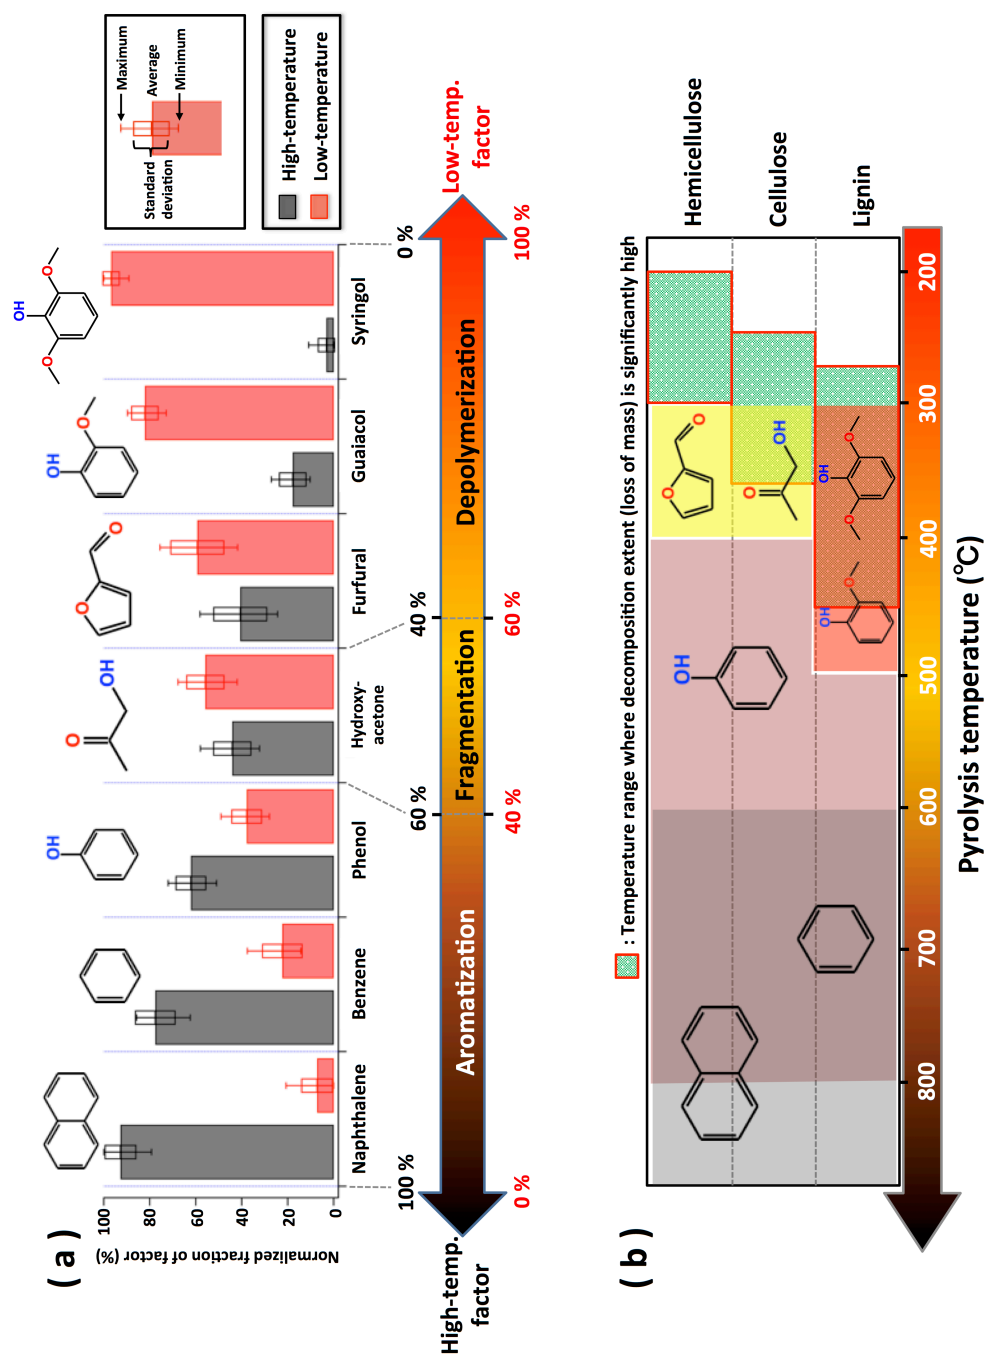 ( a )
Normalized fraction of factor (%)
100
80
60
40
20
0
OH
O
OH
O
O
OH
O
OH
O
O
Naphthalene
Benzene
Phenol
Hydroxy-
acetone
Furfural
Guaiacol
Syringol
Maximum
Average
Minimum
Standard
deviation
High-temperature
Low-temperature
100 %
60 %
40 %
0 %
High-temp.
factor
Aromatization
Fragmentation
Depolymerization
Low-temp.
factor
0 %
40 %
60 %
100 %
( b )
: Temperature range where decomposition extent (loss of mass) is significantly high
OH
O
O
O
OH
OH
O
OH
O
O
Hemicellulose
Cellulose
Lignin
800
700
600
500
400
300
200
Pyrolysis temperature (°C)